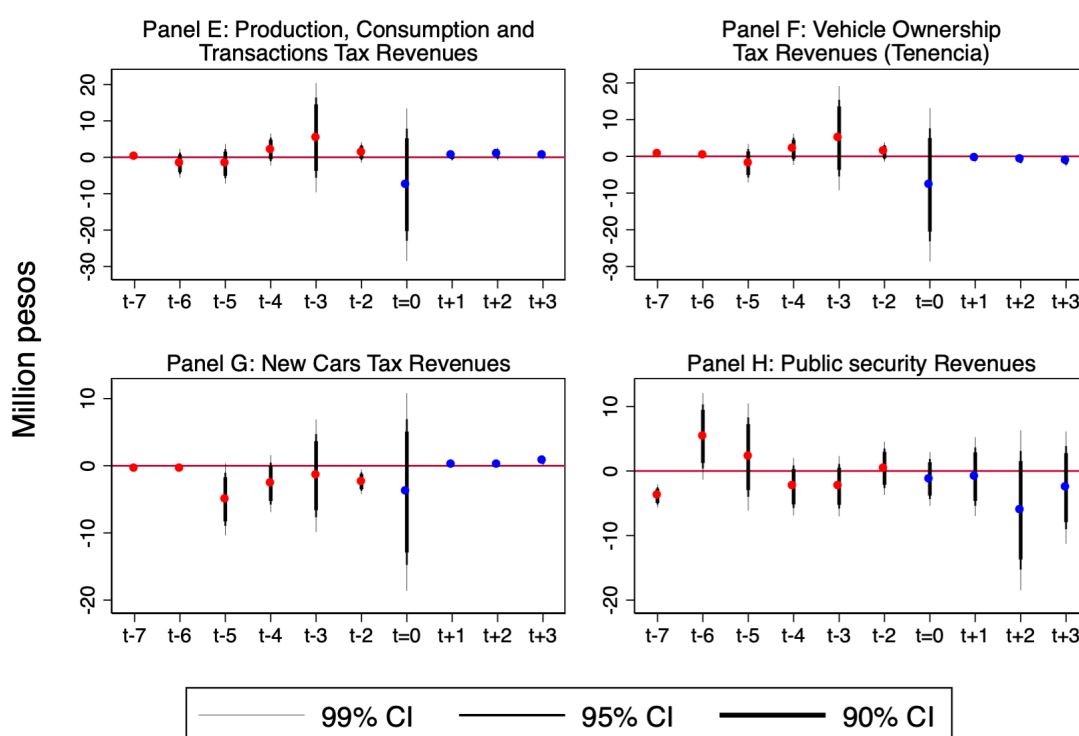 Panel E: Production, Consumption and
Transactions Tax Revenues
20
10
0
-10
-20
-30
t-7 t-6 t-5 t-4 t-3 t-2 t=0 t+1 t+2 t+3
Panel F: Vehicle Ownership
Tax Revenues (Tenencia)
20
10
0
-10
-20
-30
t-7 t-6 t-5 t-4 t-3 t-2 t=0 t+1 t+2 t+3
Million pesos
Panel G: New Cars Tax Revenues
10
0
-10
-20
t-7 t-6 t-5 t-4 t-3 t-2 t=0 t+1 t+2 t+3
Panel H: Public security Revenues
10
0
-10
-20
t-7 t-6 t-5 t-4 t-3 t-2 t=0 t+1 t+2 t+3
99% CI 95% CI 90% CI